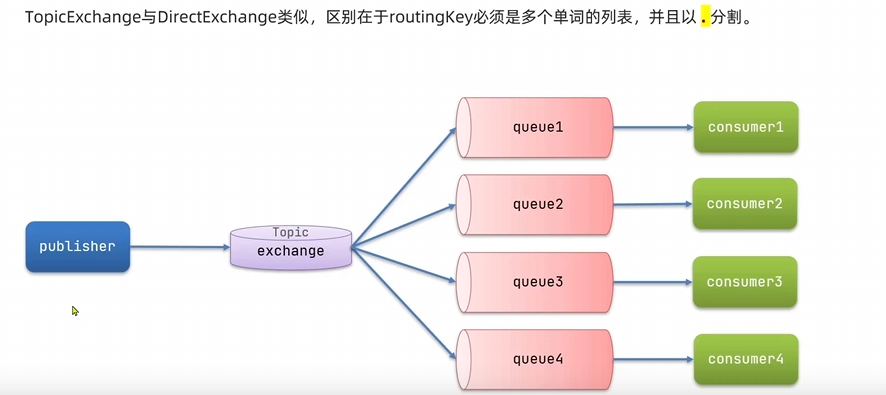 TopicExchange与DirectExchange类似，区别在于routingKey必须是多个单词的列表，并且以 . 分割。
queue1
consumer1
queue2
consumer2
publisher
Topic
exchange
queue3
consumer3
queue4
consumer4